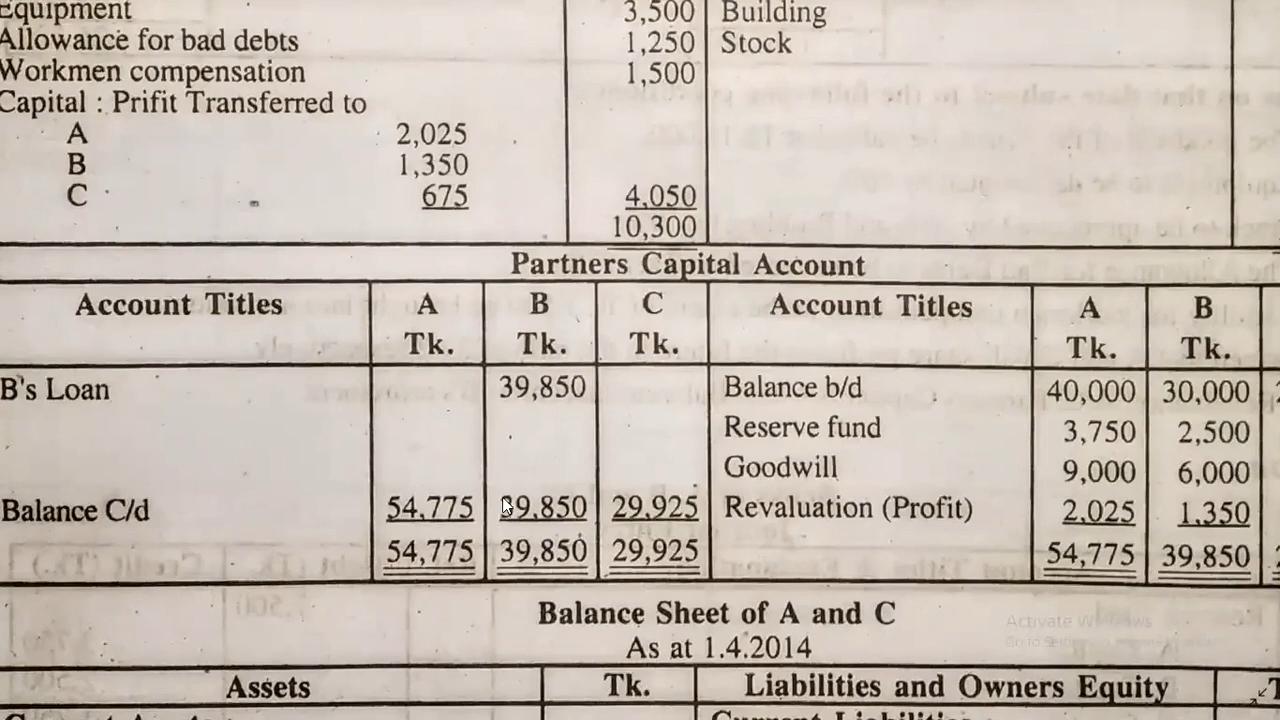 Equipment 3,500 Building
Allowance for bad debts 1,250 Stock
Workmen compensation 1,500
Capital : Prifit Transferred to
A 2,025
B 1,350
C 675 4,050
10,300
Partners Capital Account
Account Titles A B C Account Titles A B
Tk. Tk. Tk. Tk. Tk.
B's Loan 39,850 Balance b/d 40,000 30,000
Reserve fund 3,750 2,500
Goodwill 9,000 6,000
Balance C/d 54,775 39,850 29,925 Revaluation (Profit) 2,025 1,350
54,775 39,850 29,925 54,775 39,850
Balance Sheet of A and C
Activate Windows
As at 1.4.2014
Assets Tk. Liabilities and Owners Equity